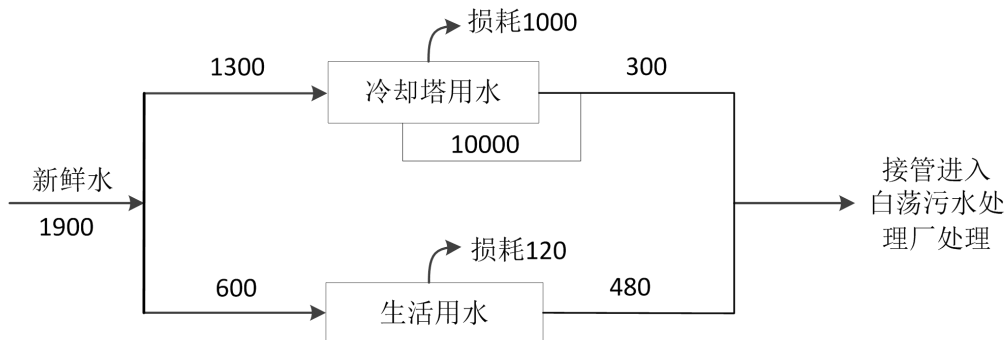 损耗1000
1300
冷却塔用水
300
10000
新鲜水
1900
接管进入
白荡污水处
理厂处理
损耗120
600
生活用水
480